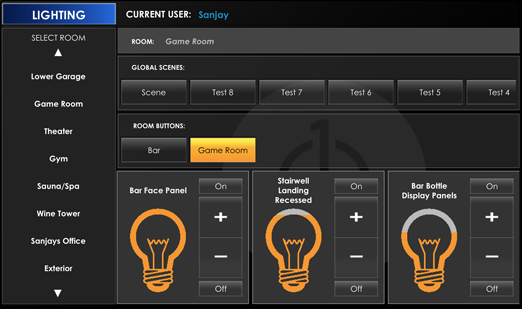 LIGHTING
CURRENT USER: Sanjay
SELECT ROOM
Lower Garage
Game Room
Theater
Gym
Sauna/Spa
Wine Tower
Sanjays Office
Exterior
ROOM: Game Room
GLOBAL SCENES:
Scene
Test 8
Test 7
Test 6
Test 5
Test 4
ROOM BUTTONS:
Bar
Game Room
Bar Face Panel
On
+
−
Off
Stairwell
Landing
Recessed
On
+
−
Off
Bar Bottle
Display Panels
On
+
−
Off